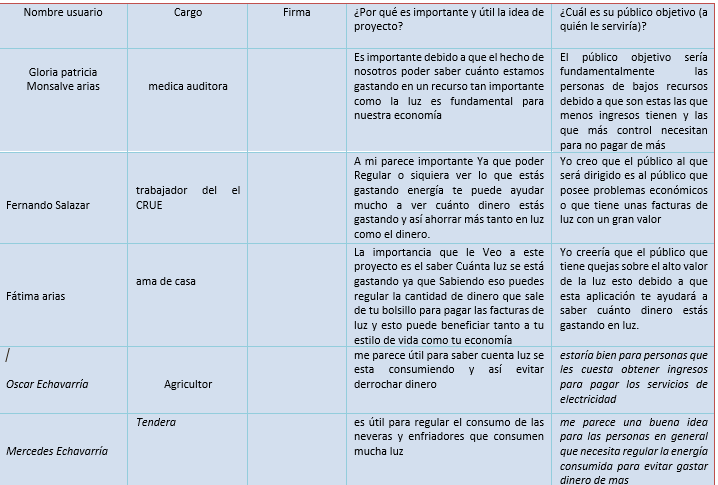 Nombre usuario
Cargo
Firma
¿Por qué es importante y útil la idea de
proyecto?
¿Cuál es su público objetivo (a
quién le serviría)?
Gloria patricia
Monsalve arias
medica auditora
Es importante debido a que el hecho de
nosotros poder saber cuánto estamos
gastando en un recurso tan importante
como la luz es fundamental para
nuestra economía
El público objetivo sería
fundamentalmente las
personas de bajos recursos
debido a que son estas las que
menos ingresos tienen y las
que más control necesitan
para no pagar de más
Fernando Salazar
trabajador del el
CRUE
A mi parece importante Ya que poder
Regular o siquiera ver lo que estás
gastando energía te puede ayudar
mucho a ver cuánto dinero estás
gastando y así ahorrar más tanto en luz
como el dinero.
Yo creo que el público al que
será dirigido es al público que
posee problemas económicos
o que tiene unas facturas de
luz con un gran valor
Fátima arias
ama de casa
La importancia que le Veo a este
proyecto es el saber Cuánta luz se está
gastando ya que Sabiendo eso puedes
regular la cantidad de dinero que sale
de tu bolsillo para pagar las facturas de
luz y esto puede beneficiar tanto a tu
estilo de vida como tu economía
Yo creería que el público que
tiene quejas sobre el alto valor
de la luz esto debido a que
esta aplicación te ayudará a
saber cuánto dinero estás
gastando en luz.
/
Oscar Echavarría
Agricultor
me parece útil para saber cuenta luz se
esta consumiendo y así evitar
derrochar dinero
estaría bien para personas que
les cuesta obtener ingresos
para pagar los servicios de
electricidad
Mercedes Echavarría
Tendera
es útil para regular el consumo de las
neveras y enfriadores que consumen
mucha luz
me parece una buena idea
para las personas en general
que necesita regular la energía
consumida para evitar gastar
dinero de mas